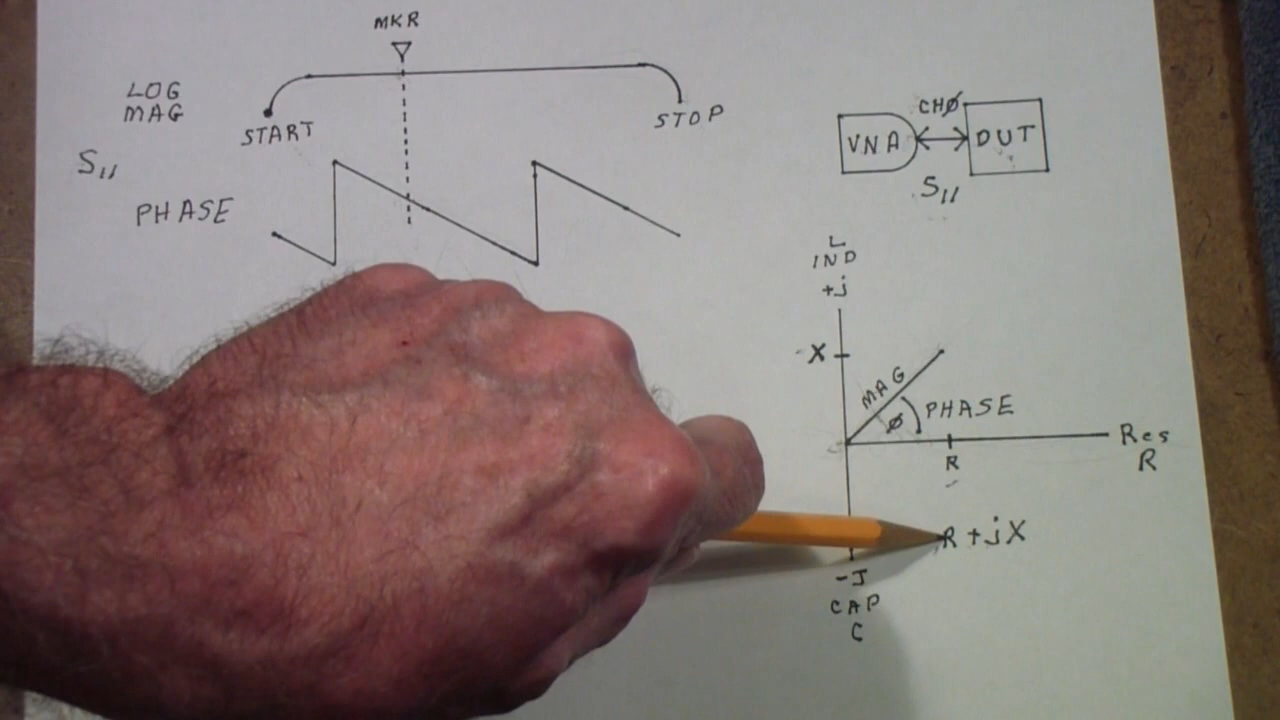 MKR
LOG
MAG
START
STOP
S11
PHASE
VNA
CHØ
DUT
S11
L
IND
+j
X
MAG
Ø
PHASE
Res
R
R
R+jX
-J
CAP
C